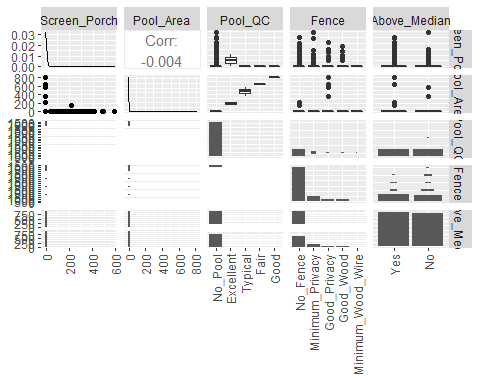 Screen_Porch Pool_Area Pool_QC Fence Above_Median
0.03
0.02
0.01
0.00
Corr:
-0.004
800
600
400
200
0
Fence
750
500
250
0 200 400 600
0 200 400 600 800
No_Pool
Excellent
Typical
Fair
Good
No_Fence
Minimum_Privacy
Good_Privacy
Good_Wood
Minimum_Wood_Wire
Yes
No